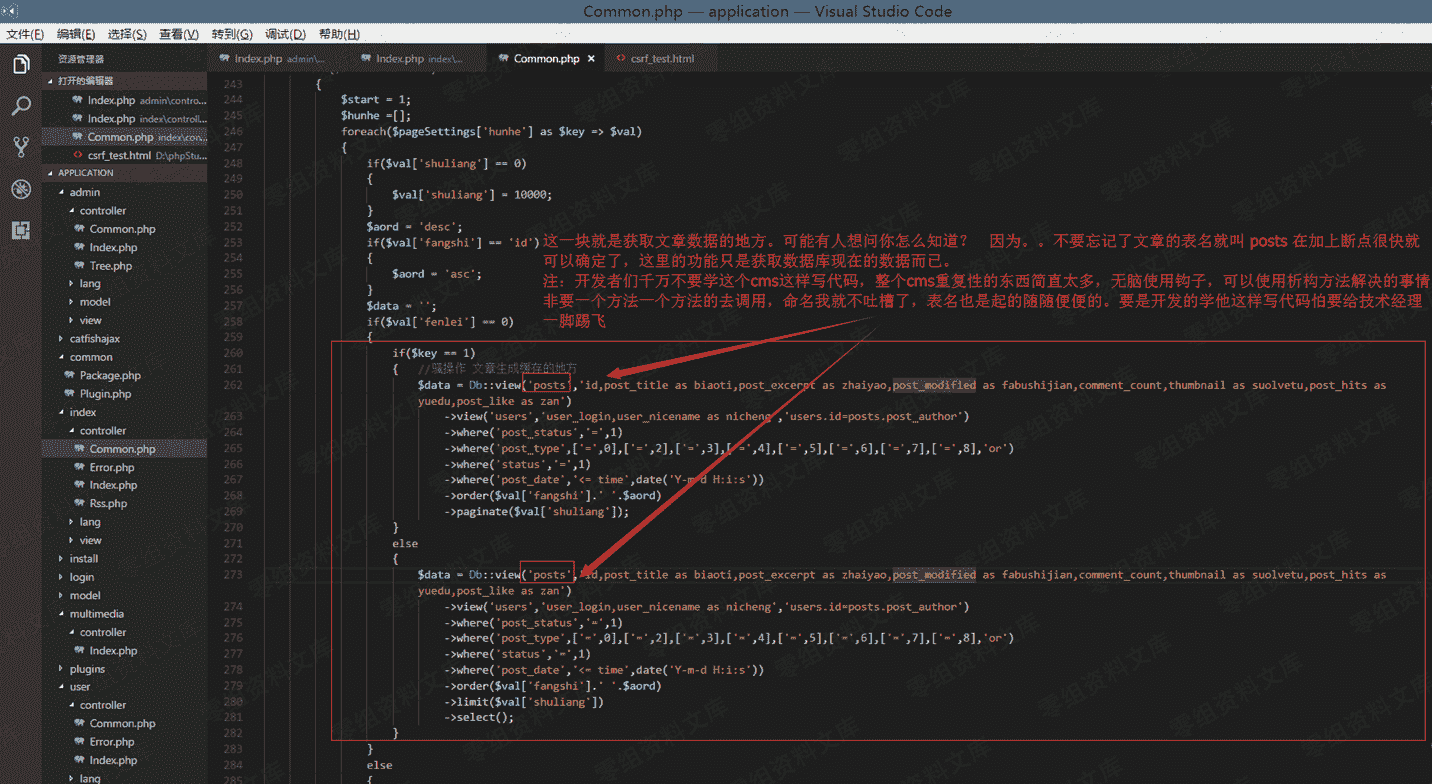 Common.php — application — Visual Studio Code
文件(F) 编辑(E) 选择(S) 查看(V) 转到(G) 调试(D) 帮助(H)
资源管理器
打开的编辑器
Index.php admin\contro...
Index.php index\controll...
Common.php index\con...
csrf_test.html D:\phpStu...
APPLICATION
admin
controller
Common.php
Index.php
Tree.php
lang
model
view
catfishajax
common
Package.php
Plugin.php
index
controller
Common.php
Error.php
Index.php
Rss.php
lang
view
install
login
model
multimedia
controller
Index.php
plugins
user
controller
Common.php
Error.php
Index.php
lang
Index.php admin\... Index.php index\... Common.php × csrf_test.html
243 {
244 $start = 1;
245 $hunhe =[];
246 foreach($pageSettings['hunhe'] as $key => $val)
247 {
248 if($val['shuliang'] == 0)
249 {
250 $val['shuliang'] = 10000;
251 }
252 $aord = 'desc';
253 if($val['fangshi'] == 'id')
254 {
255 $aord = 'asc';
256 }
257 $data = '';
258 if($val['fenlei'] == 0)
259 {
260 if($key == 1)
261 { //骚操作 文章生成缓存的地方
262 $data = Db::view('posts','id,post_title as biaoti,post_excerpt as zhaiyao,post_modified as fabushijian,comment_count,thumbnail as suolvetu,post_hits as
yuedu,post_like as zan')
263 ->view('users','user_login,user_nicename as nicheng','users.id=posts.post_author')
264 ->where('post_status','=',1)
265 ->where('post_type',['=',0],['=',2],['=',3],['=',4],['=',5],['=',6],['=',7],['=',8],'or')
266 ->where('status','=',1)
267 ->where('post_date','<= time',date('Y-m-d H:i:s'))
268 ->order($val['fangshi'].' '.$aord)
269 ->paginate($val['shuliang']);
270 }
271 else
272 {
273 $data = Db::view('posts','id,post_title as biaoti,post_excerpt as zhaiyao,post_modified as fabushijian,comment_count,thumbnail as suolvetu,post_hits as
yuedu,post_like as zan')
274 ->view('users','user_login,user_nicename as nicheng','users.id=posts.post_author')
275 ->where('post_status','=',1)
276 ->where('post_type',['=',0],['=',2],['=',3],['=',4],['=',5],['=',6],['=',7],['=',8],'or')
277 ->where('status','=',1)
278 ->where('post_date','<= time',date('Y-m-d H:i:s'))
279 ->order($val['fangshi'].' '.$aord)
280 ->limit($val['shuliang'])
281 ->select();
282 }
283 }
284 else
285 {
这一块就是获取文章数据的地方。可能有人想问你怎么知道？ 因为。。不要忘记了文章的表名就叫 posts 在加上断点很快就
可以确定了，这里的功能只是获取数据库现在的数据而已。
注：开发者们千万不要学这个cms这样写代码，整个cms重复性的东西简直太多，无脑使用钩子，可以使用析构方法解决的事情
非要一个方法一个方法的去调用，命名我就不吐槽了，表名也是起的随随便便的。要是开发的学他这样写代码怕要给技术经理
一脚踢飞
零组资料文库